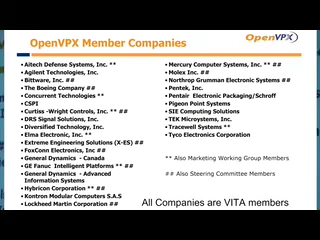 OpenVPX Member Companies
OpenVPX
Aitech Defense Systems, Inc. **
Agilent Technologies, Inc.
Bittware, Inc. ##
The Boeing Company ##
Concurrent Technologies **
CSPI
Curtiss -Wright Controls, Inc. ** ##
DRS Signal Solutions, Inc.
Diversified Technology, Inc.
Elma Electronic, Inc. **
Extreme Engineering Solutions (X-ES) ##
FoxConn Electronics, Inc ##
General Dynamics - Canada
GE Fanuc Intelligent Platforms ** ##
General Dynamics - Advanced
Information Systems
Hybricon Corporation ** ##
Kontron Modular Computers S.A.S
Lockheed Martin Corporation ##
Mercury Computer Systems, Inc. ** ##
Molex Inc. ##
Northrop Grumman Electronic Systems ##
Pentek, Inc.
Pentair Electronic Packaging/Schroff
Pigeon Point Systems
SIE Computing Solutions
TEK Microsystems, Inc.
Tracewell Systems **
Tyco Electronics Corporation
** Also Marketing Working Group Members
## Also Steering Committee Members
All Companies are VITA members